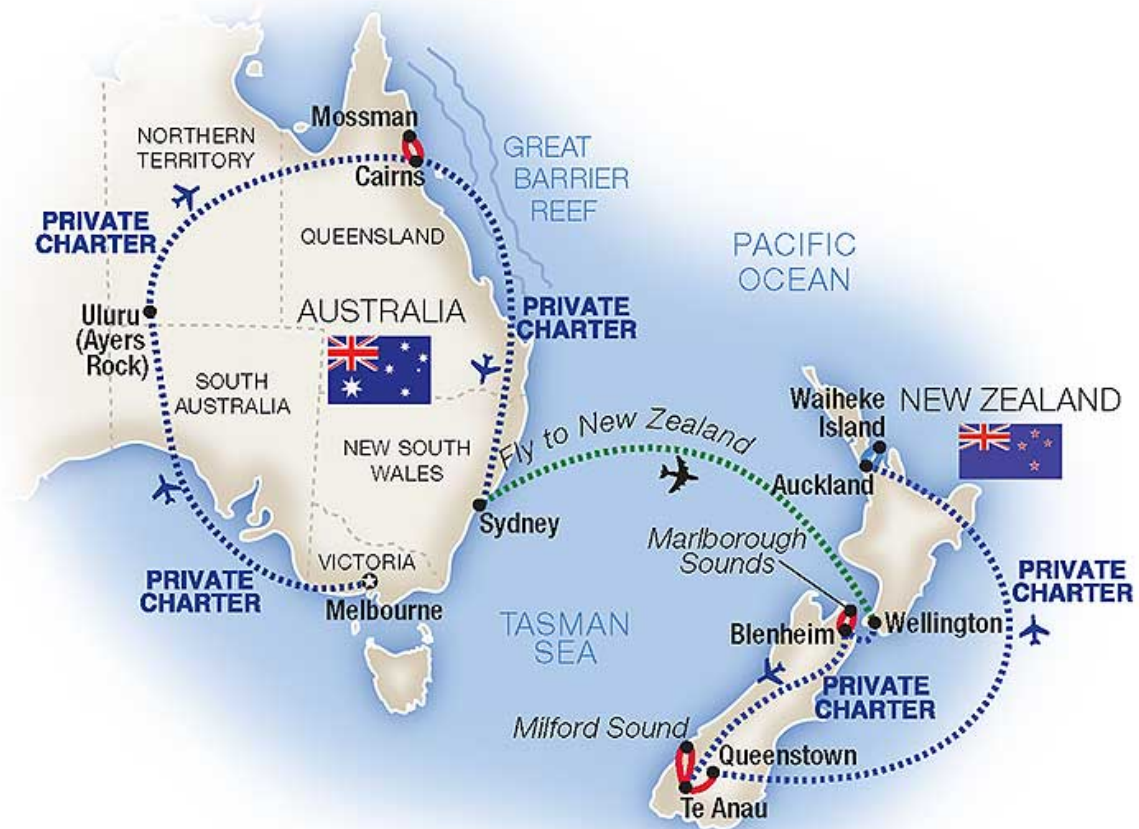 Mossman
NORTHERN
TERRITORY
GREAT
BARRIER
REEF
Cairns
PRIVATE
CHARTER
QUEENSLAND
PACIFIC
OCEAN
Uluru
(Ayers
Rock)
AUSTRALIA
PRIVATE
CHARTER
SOUTH
AUSTRALIA
NEW SOUTH
WALES
Fly to New Zealand
Waiheke
Island
NEW ZEALAND
Auckland
Sydney
Marlborough
Sounds
VICTORIA
PRIVATE
CHARTER
Melbourne
PRIVATE
CHARTER
TASMAN
SEA
Blenheim
Wellington
PRIVATE
CHARTER
Milford Sound
Queenstown
Te Anau